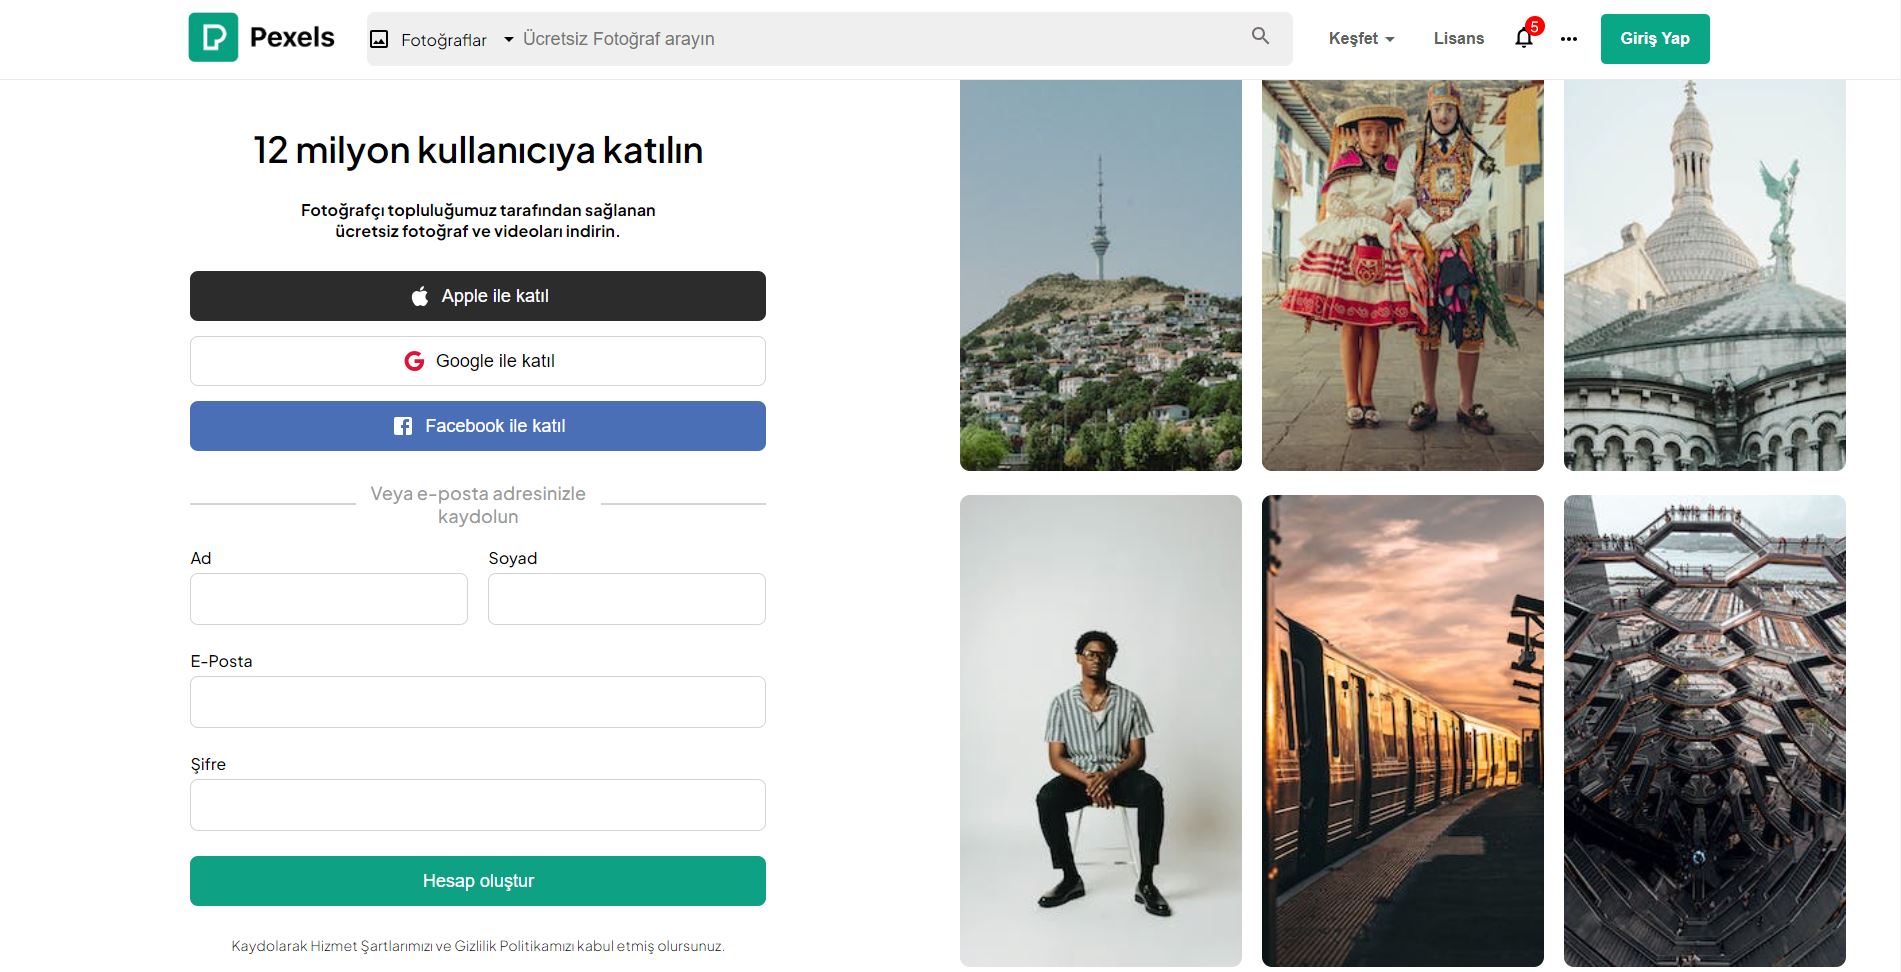 Pexels
Fotoğraflar
Ücretsiz Fotoğraf arayın
Keşfet
Lisans
5
Giriş Yap
12 milyon kullanıcıya katılın
Fotoğrafçı topluluğumuz tarafından sağlanan
ücretsiz fotoğraf ve videoları indirin.
Apple ile katıl
Google ile katıl
Facebook ile katıl
Veya e-posta adresinizle
kaydolun
Ad
Soyad
E-Posta
Şifre
Hesap oluştur
Kaydolarak Hizmet Şartlarımızı ve Gizlilik Politikamızı kabul etmiş olursunuz.